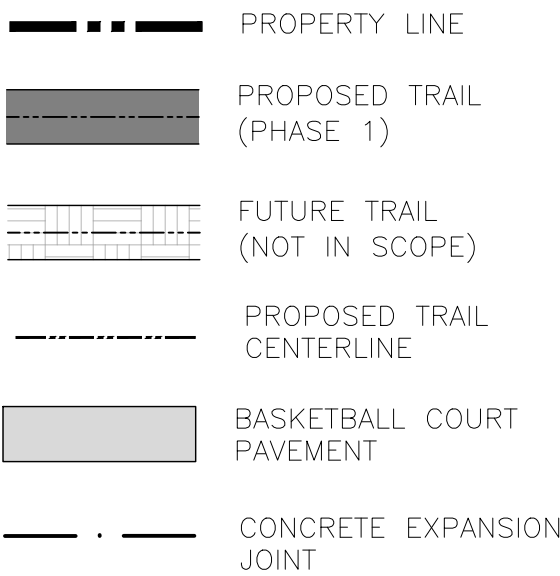 PROPERTY LINE
PROPOSED TRAIL
(PHASE 1)
FUTURE TRAIL
(NOT IN SCOPE)
PROPOSED TRAIL
CENTERLINE
BASKETBALL COURT
PAVEMENT
CONCRETE EXPANSION
JOINT